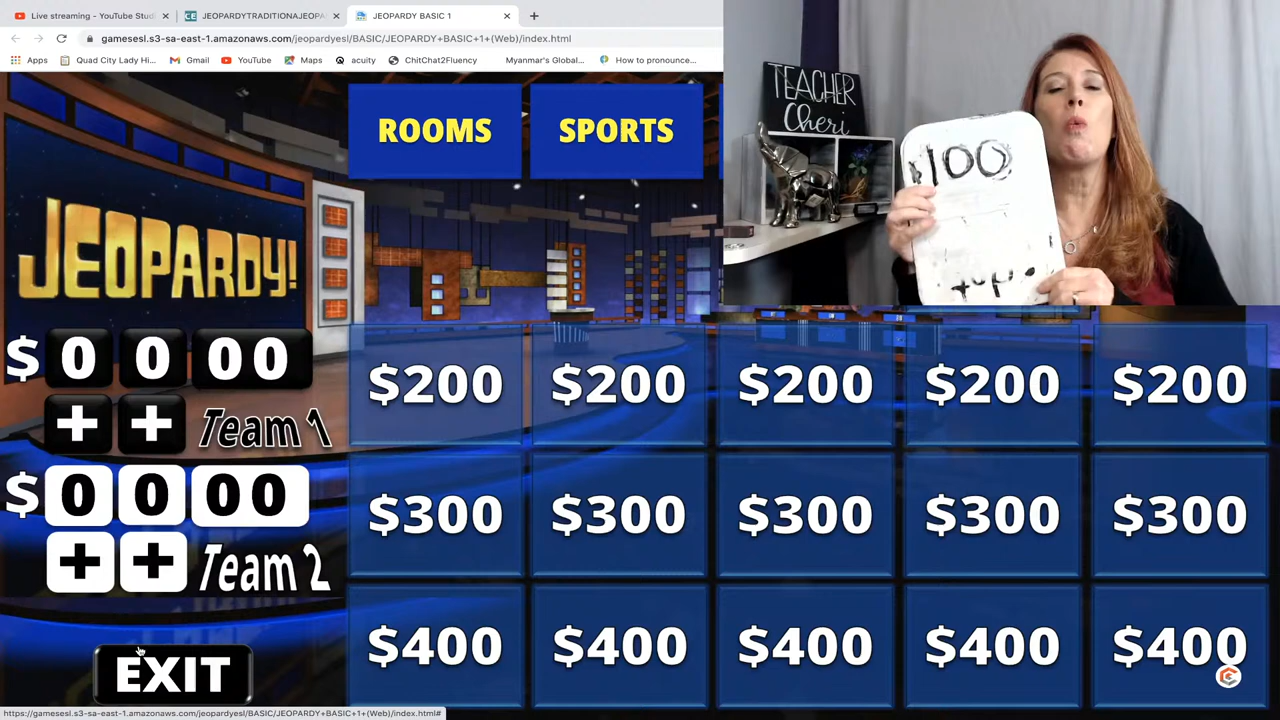 Live streaming - YouTube Stud
JEOPARDYTRADITIONAJEOPA
JEOPARDY BASIC 1
gamesesl.s3-sa-east-1.amazonaws.com/jeopardyesl/BASIC/JEOPARDY+BASIC+1+(Web)/index.html
Apps
Quad City Lady Hi...
Gmail
YouTube
Maps
acuity
ChitChat2Fluency
Myanmar's Global...
How to pronounce...
TEACHER
Cheri
$100
ROOMS
SPORTS
JEOPARDY!
$ 0 0 00
+ + Team 1
$ 0 0 00
+ + Team 2
EXIT
$200 $200 $200 $200 $200
$300 $300 $300 $300 $300
$400 $400 $400 $400 $400
https://gamesesl.s3-sa-east-1.amazonaws.com/jeopardyesl/BASIC/JEOPARDY+BASIC+1+(Web)/index.html#